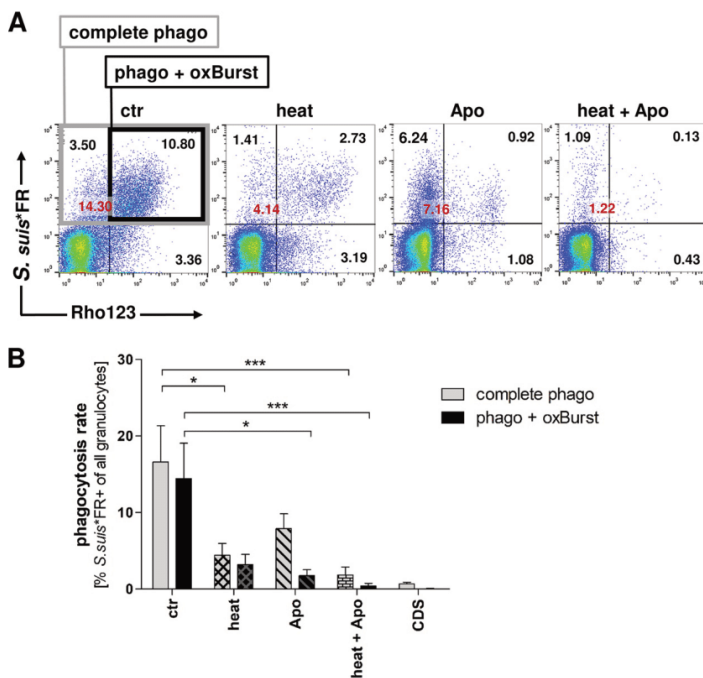 A
complete phago
phago + oxBurst
ctr heat Apo heat + Apo
3.50 10.80 1.41 2.73 6.24 0.92 1.09 0.13
14.30 4.14 7.16 1.22
3.36 3.19 1.08 0.43
S. suis*FR
Rho123
B
phagocytosis rate
[% S.suis*FR+ of all granulocytes]
30
20
10
0
***
*
***
*
complete phago
phago + oxBurst
ctr
heat
Apo
heat + Apo
CDS